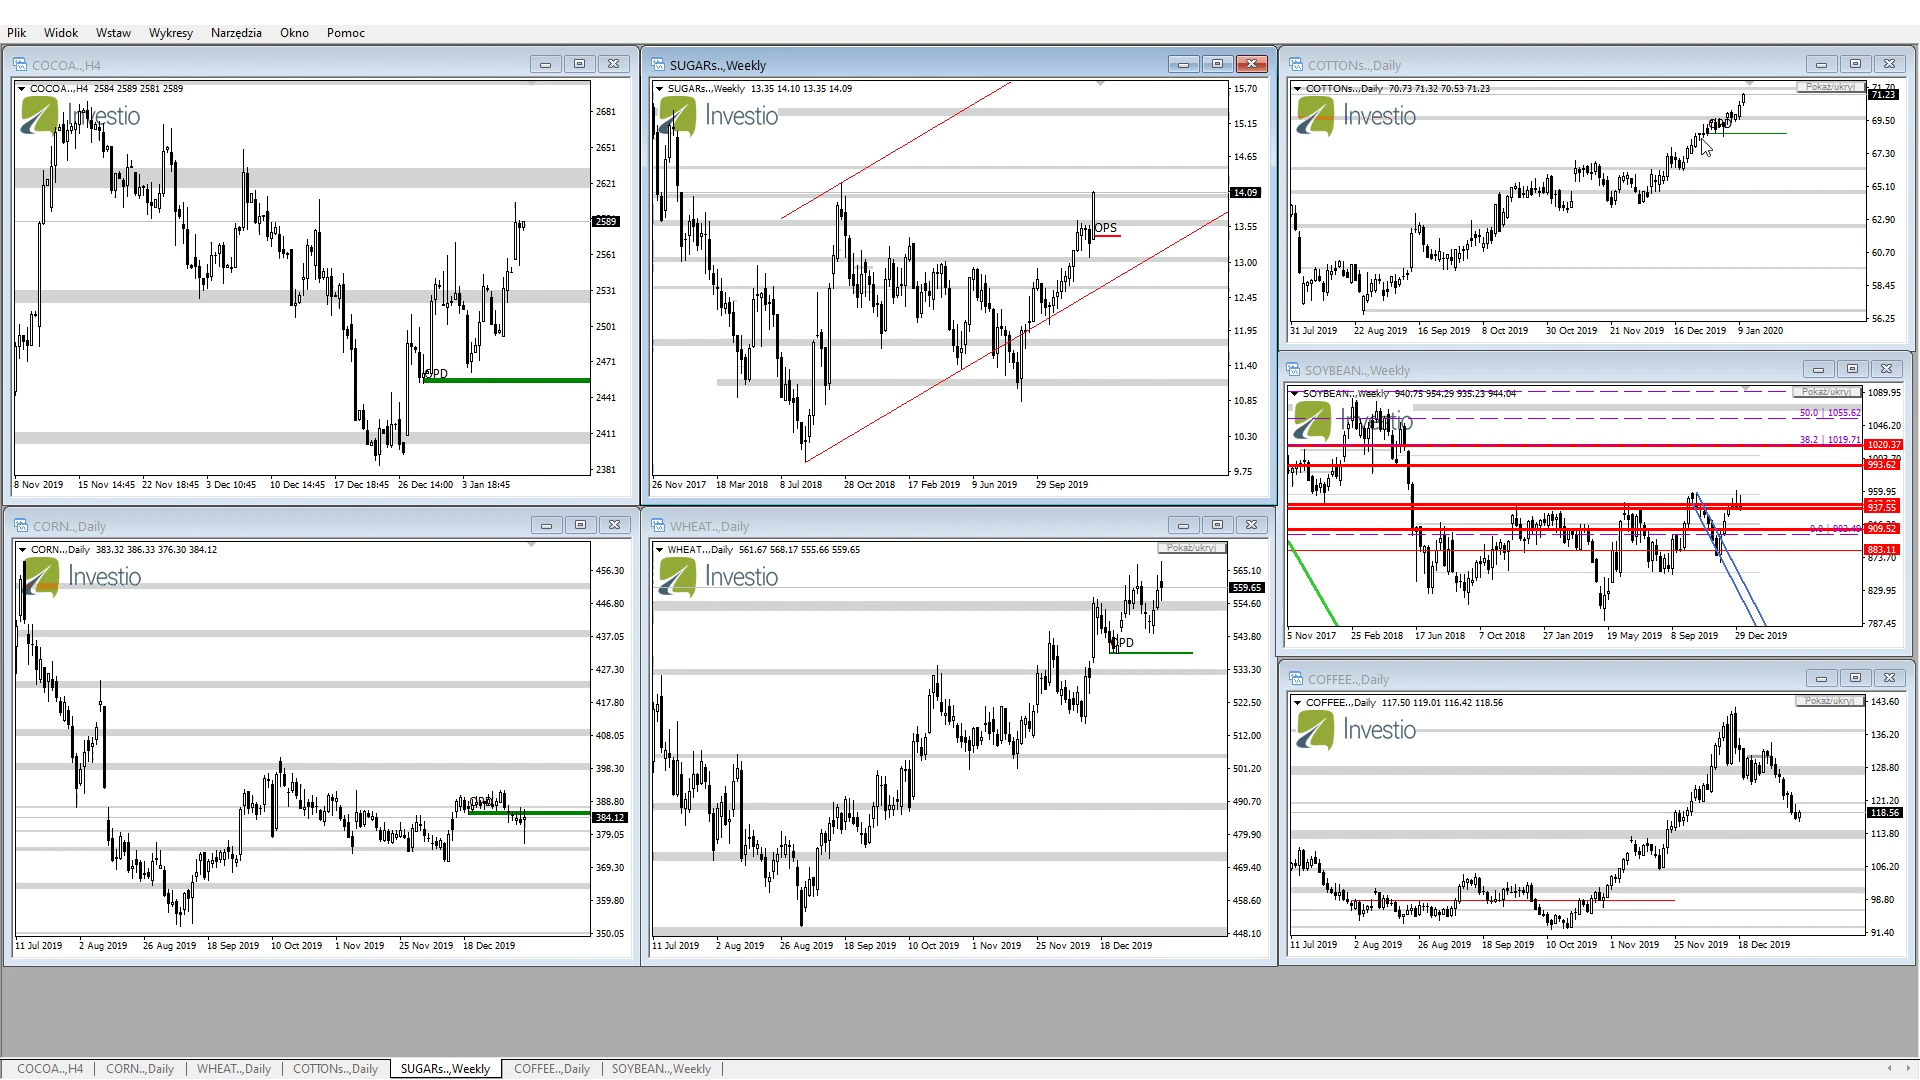 Plik Widok Wstaw Wykresy Narzędzia Okno Pomoc
COCOA..,H4
COCOA..,H4 2584 2589 2581 2589
Investio
2681
2651
2621
2589
2561
2531
2501
2471
2441
2411
2381
OPD
8 Nov 2019 15 Nov 14:45 22 Nov 18:45 3 Dec 10:45 10 Dec 14:45 17 Dec 18:45 26 Dec 14:00 3 Jan 18:45
SUGARs..,Weekly
SUGARs..,Weekly 13.35 14.10 13.35 14.09
Investio
15.70
15.15
14.65
14.09
13.55
13.00
12.45
11.95
11.40
10.85
10.30
9.75
OPS
26 Nov 2017 18 Mar 2018 8 Jul 2018 28 Oct 2018 17 Feb 2019 9 Jun 2019 29 Sep 2019
COTTONs..,Daily
COTTONs..,Daily 70.73 71.32 70.53 71.23
Pokaż/ukryj
Investio
71.70
71.23
69.50
67.30
65.10
62.90
60.70
58.45
56.25
31 Jul 2019 22 Aug 2019 16 Sep 2019 8 Oct 2019 30 Oct 2019 21 Nov 2019 16 Dec 2019 9 Jan 2020
SOYBEAN..,Weekly
SOYBEAN..,Weekly 940.75 954.29 935.23 944.04
Pokaż/ukryj
Investio
50.0 | 1055.62
38.2 | 1019.71
1089.95
1046.20
1020.37
993.62
959.95
937.55
909.52
883.11
873.70
829.95
787.45
5 Nov 2017 25 Feb 2018 17 Jun 2018 7 Oct 2018 27 Jan 2019 19 May 2019 8 Sep 2019 29 Dec 2019
CORN..,Daily
CORN..,Daily 383.32 386.33 376.30 384.12
Investio
456.30
446.80
437.05
427.30
417.80
408.05
398.30
388.80
384.12
379.05
369.30
359.80
350.05
11 Jul 2019 2 Aug 2019 26 Aug 2019 18 Sep 2019 10 Oct 2019 1 Nov 2019 25 Nov 2019 18 Dec 2019
WHEAT..,Daily
WHEAT..,Daily 561.67 568.17 555.66 559.65
Pokaż/ukryj
Investio
565.10
559.65
554.60
543.80
533.30
522.50
512.00
501.20
490.70
479.90
469.40
458.60
448.10
OPD
11 Jul 2019 2 Aug 2019 26 Aug 2019 18 Sep 2019 10 Oct 2019 1 Nov 2019 25 Nov 2019 18 Dec 2019
COFFEE..,Daily
COFFEE..,Daily 117.50 119.01 116.42 118.56
Pokaż/ukryj
Investio
143.60
136.20
128.80
121.20
118.56
113.80
106.20
98.80
91.40
11 Jul 2019 2 Aug 2019 26 Aug 2019 18 Sep 2019 10 Oct 2019 1 Nov 2019 25 Nov 2019 18 Dec 2019
COCOA..,H4 CORN..,Daily WHEAT..,Daily COTTONs..,Daily SUGARs..,Weekly COFFEE..,Daily SOYBEAN..,Weekly